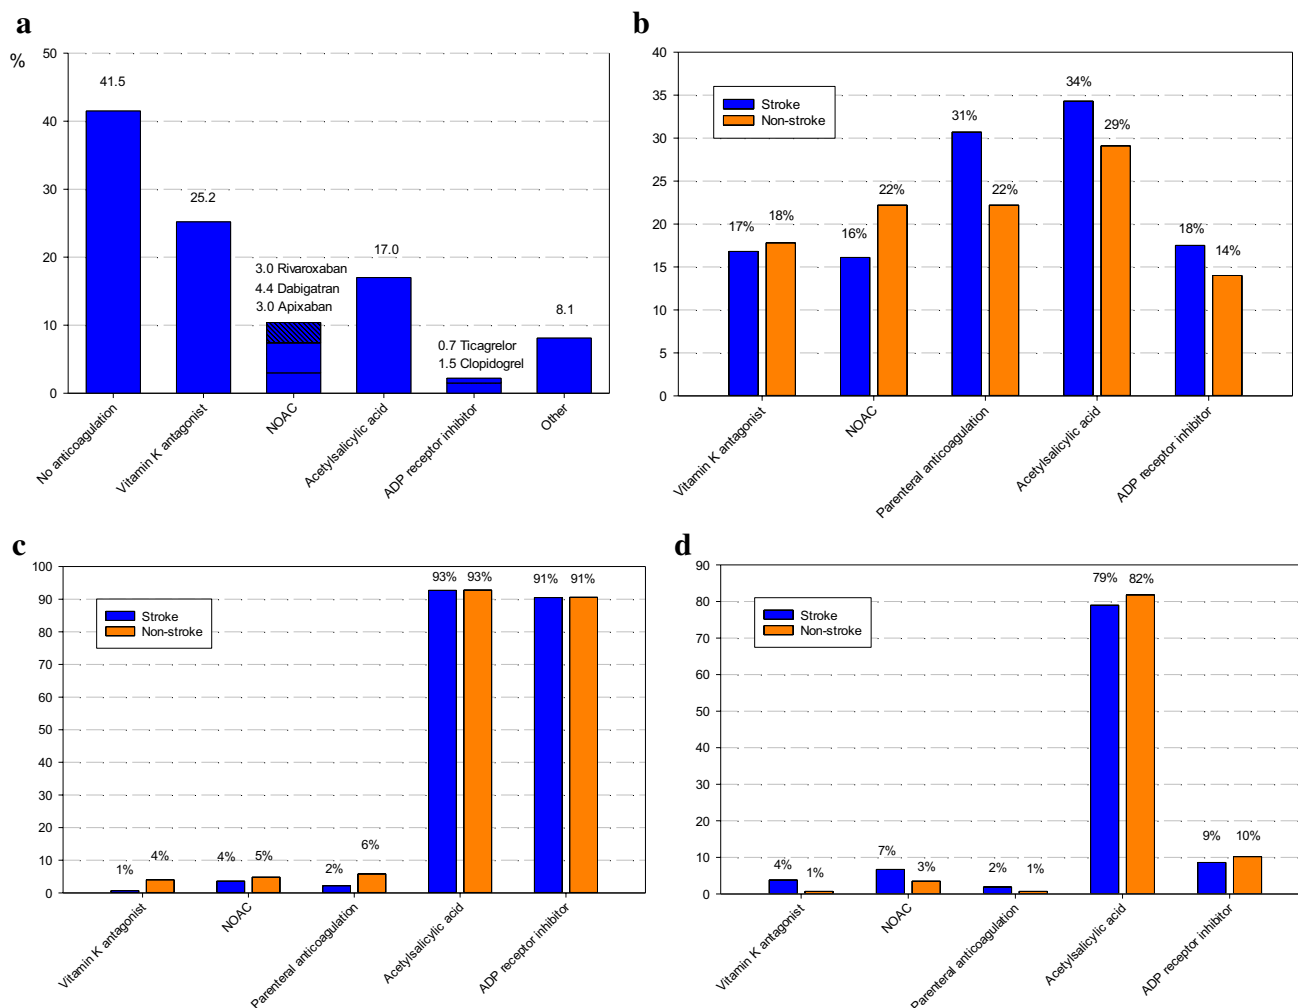 a
%
50
40
30
20
10
0
41.5
25.2
3.0 Rivaroxaban
4.4 Dabigatran
3.0 Apixaban
17.0
0.7 Ticagrelor
1.5 Clopidogrel
8.1
No anticoagulation
Vitamin K antagonist
NOAC
Acetylsalicylic acid
ADP receptor inhibitor
Other
b
40
35
30
25
20
15
10
5
0
Stroke
Non-stroke
17%
18%
16%
22%
31%
22%
34%
29%
18%
14%
Vitamin K antagonist
NOAC
Parenteral anticoagulation
Acetylsalicylic acid
ADP receptor inhibitor
c
100
90
80
70
60
50
40
30
20
10
0
Stroke
Non-stroke
1%
4%
4%
5%
2%
6%
93%
93%
91%
91%
Vitamin K antagonist
NOAC
Parenteral anticoagulation
Acetylsalicylic acid
ADP receptor inhibitor
d
90
80
70
60
50
40
30
20
10
0
Stroke
Non-stroke
4%
1%
7%
3%
2%
1%
79%
82%
9%
10%
Vitamin K antagonist
NOAC
Parenteral anticoagulation
Acetylsalicylic acid
ADP receptor inhibitor